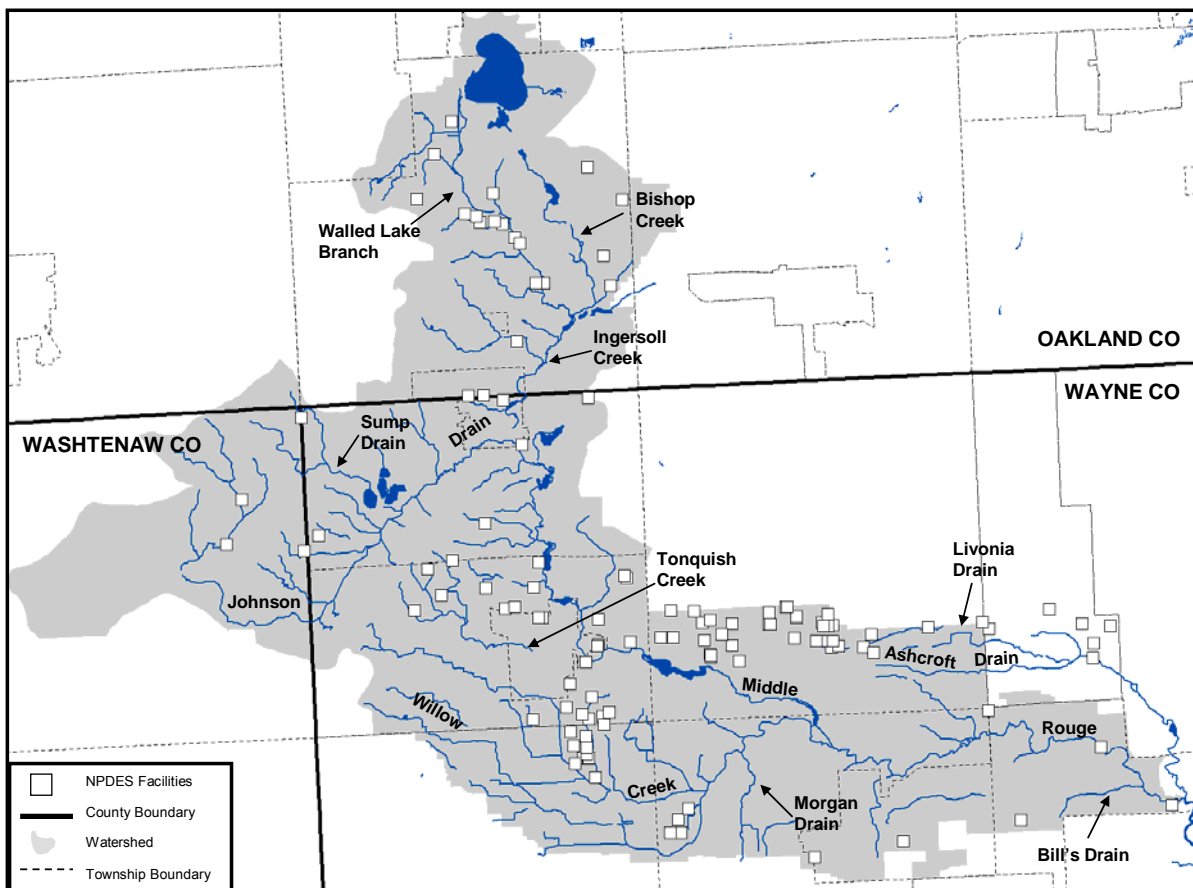 Walled Lake
Branch
Bishop
Creek
Ingersoll
Creek
OAKLAND CO
WAYNE CO
WASHTENAW CO
Sump
Drain
Drain
Johnson
Tonquish
Creek
Livonia
Drain
Ashcroft Drain
Middle
Rouge
Willow
Creek
Morgan
Drain
Bill's Drain
NPDES Facilities
County Boundary
Watershed
Township Boundary